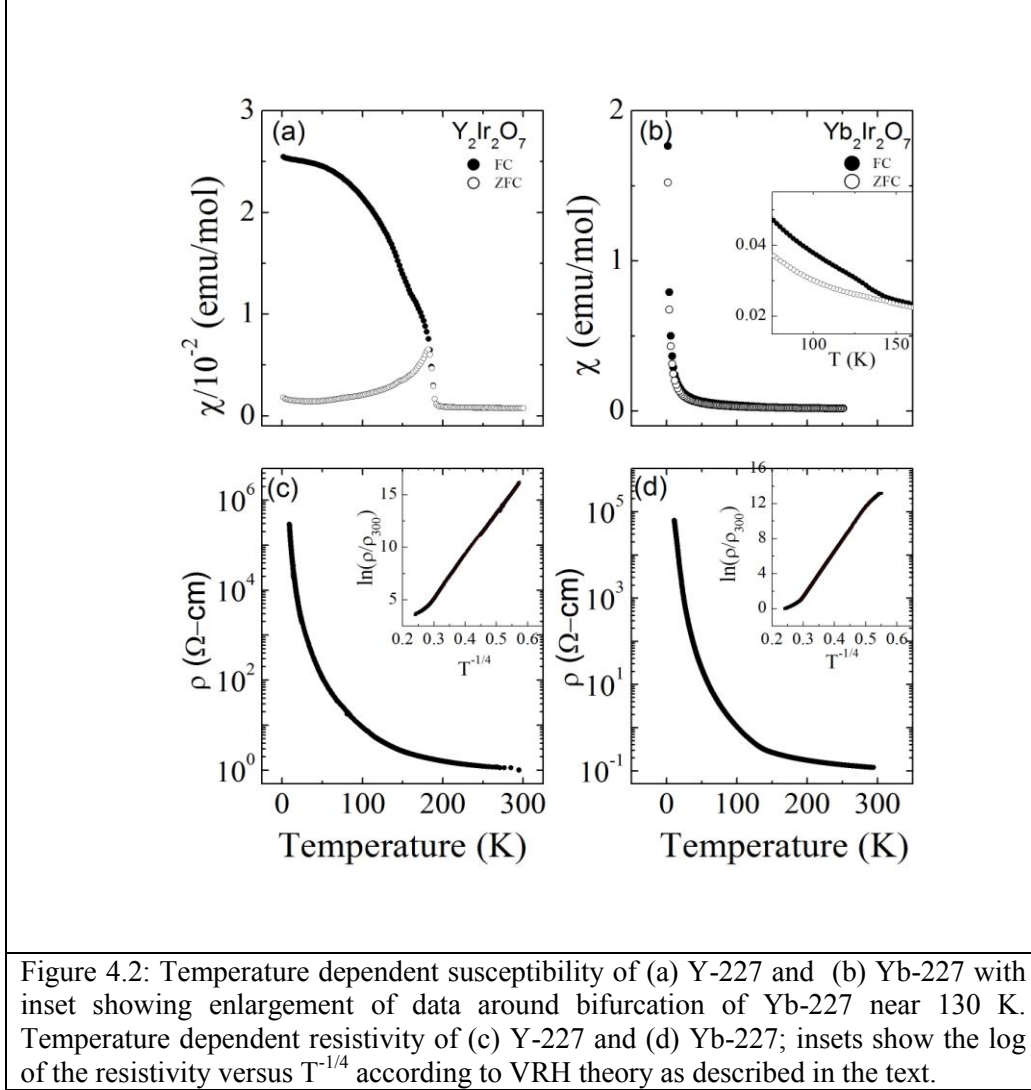 (a)
Y₂Ir₂O₇
FC
ZFC
χ/10⁻² (emu/mol)
3
2
1
0
(b)
Yb₂Ir₂O₇
FC
ZFC
χ (emu/mol)
2
1
0
0.04
0.02
100
150
T (K)
(c)
ρ (Ω−cm)
10⁶
10⁴
10²
10⁰
ln(ρ/ρ₃₀₀)
15
10
5
0.2 0.3 0.4 0.5 0.6
T⁻¹/⁴
0 100 200 300
Temperature (K)
(d)
ρ (Ω−cm)
10⁵
10³
10¹
10⁻¹
ln(ρ/ρ₃₀₀)
16
12
8
4
0
0.2 0.3 0.4 0.5 0.6
T⁻¹/⁴
0 100 200 300
Temperature (K)
Figure 4.2: Temperature dependent susceptibility of (a) Y-227 and (b) Yb-227 with
inset showing enlargement of data around bifurcation of Yb-227 near 130 K.
Temperature dependent resistivity of (c) Y-227 and (d) Yb-227; insets show the log
of the resistivity versus T⁻¹/⁴ according to VRH theory as described in the text.